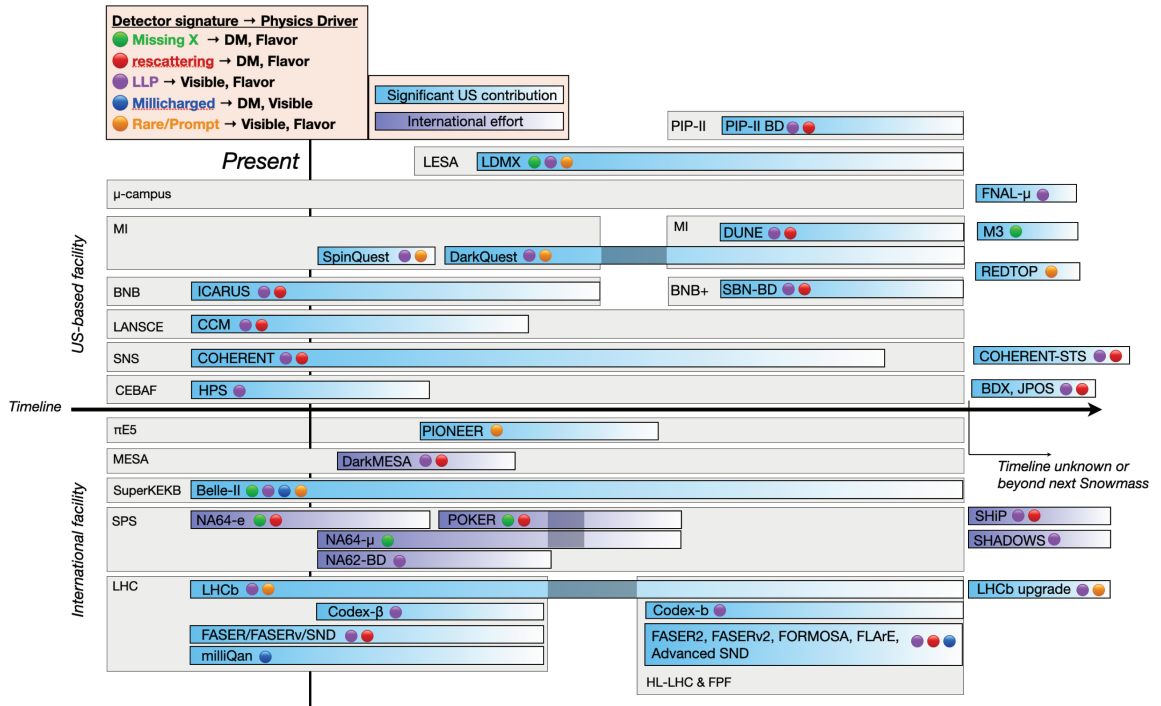 Detector signature → Physics Driver
Missing X → DM, Flavor
rescattering → DM, Flavor
LLP → Visible, Flavor
Millicharged → DM, Visible
Rare/Prompt → Visible, Flavor
Significant US contribution
International effort
Present
PIP-II
PIP-II BD
LESA
LDMX
μ-campus
FNAL-μ
MI
MI
DUNE
M3
SpinQuest
DarkQuest
REDTOP
BNB
ICARUS
BNB+
SBN-BD
LANSCE
CCM
SNS
COHERENT
COHERENT-STS
CEBAF
HPS
BDX, JPOS
US-based facility
Timeline
πE5
PIONEER
Timeline unknown or
beyond next Snowmass
MESA
DarkMESA
SuperKEKB
Belle-II
SPS
NA64-e
POKER
SHiP
NA64-μ
SHADOWS
NA62-BD
International facility
LHC
LHCb
LHCb upgrade
Codex-β
Codex-b
FASER/FASERν/SND
FASER2, FASERν2, FORMOSA, FLArE,
Advanced SND
milliQan
HL-LHC & FPF